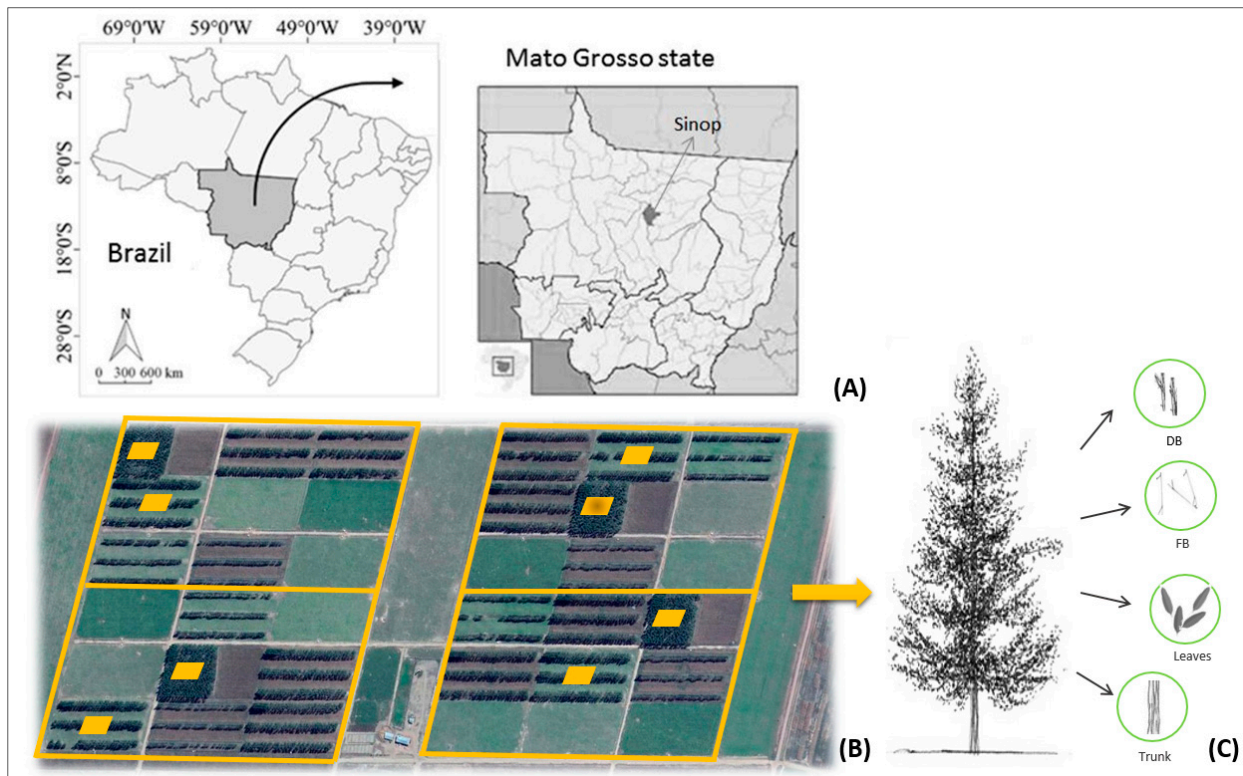 69°0'W 59°0'W 49°0'W 39°0'W
2°0'N
8°0'S
18°0'S
28°0'S
Brazil
N
0 300 600 km
Mato Grosso state
Sinop
(A)
(B)
DB
FB
Leaves
Trunk
(C)